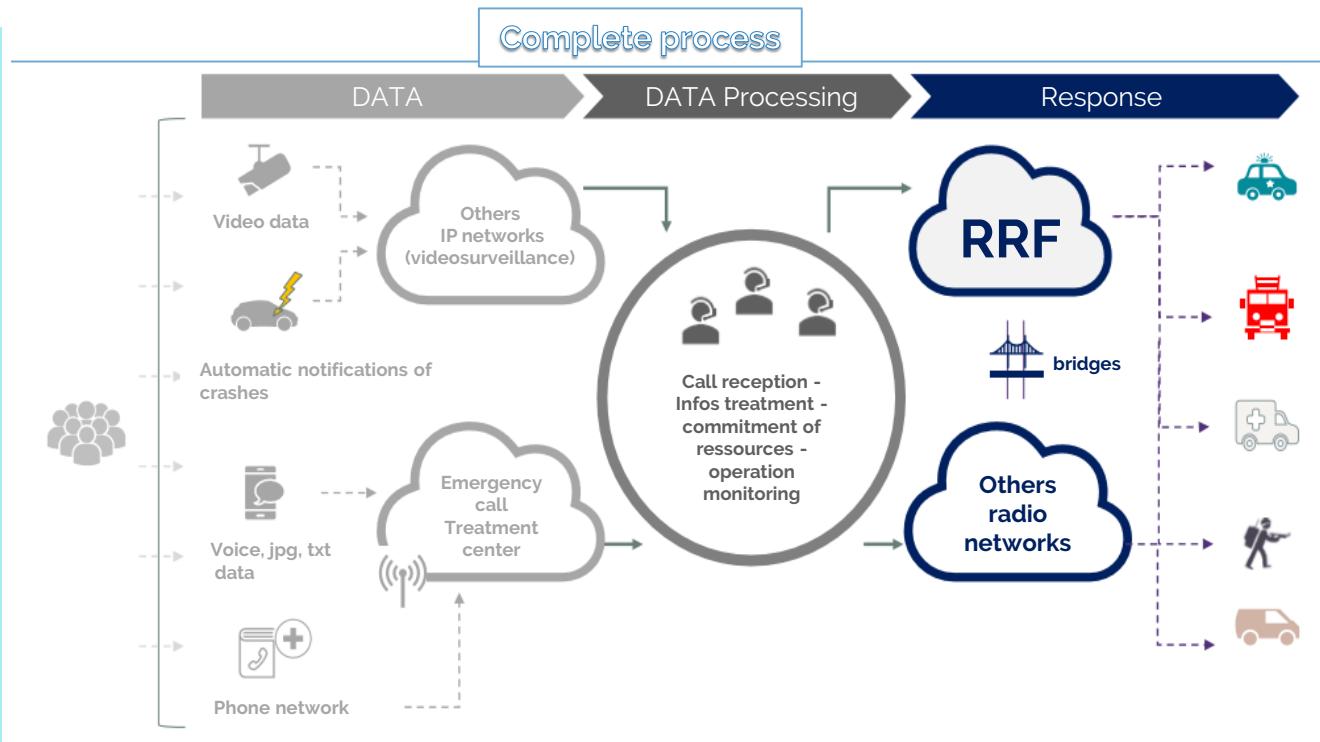 Complete process
DATA
DATA Processing
Response
Video data
Others
IP networks
(videosurveillance)
Automatic notifications of
crashes
Voice, jpg, txt
data
Emergency
call
Treatment
center
Phone network
Call reception -
Infos treatment -
commitment of
ressources -
operation
monitoring
RRF
bridges
Others
radio
networks